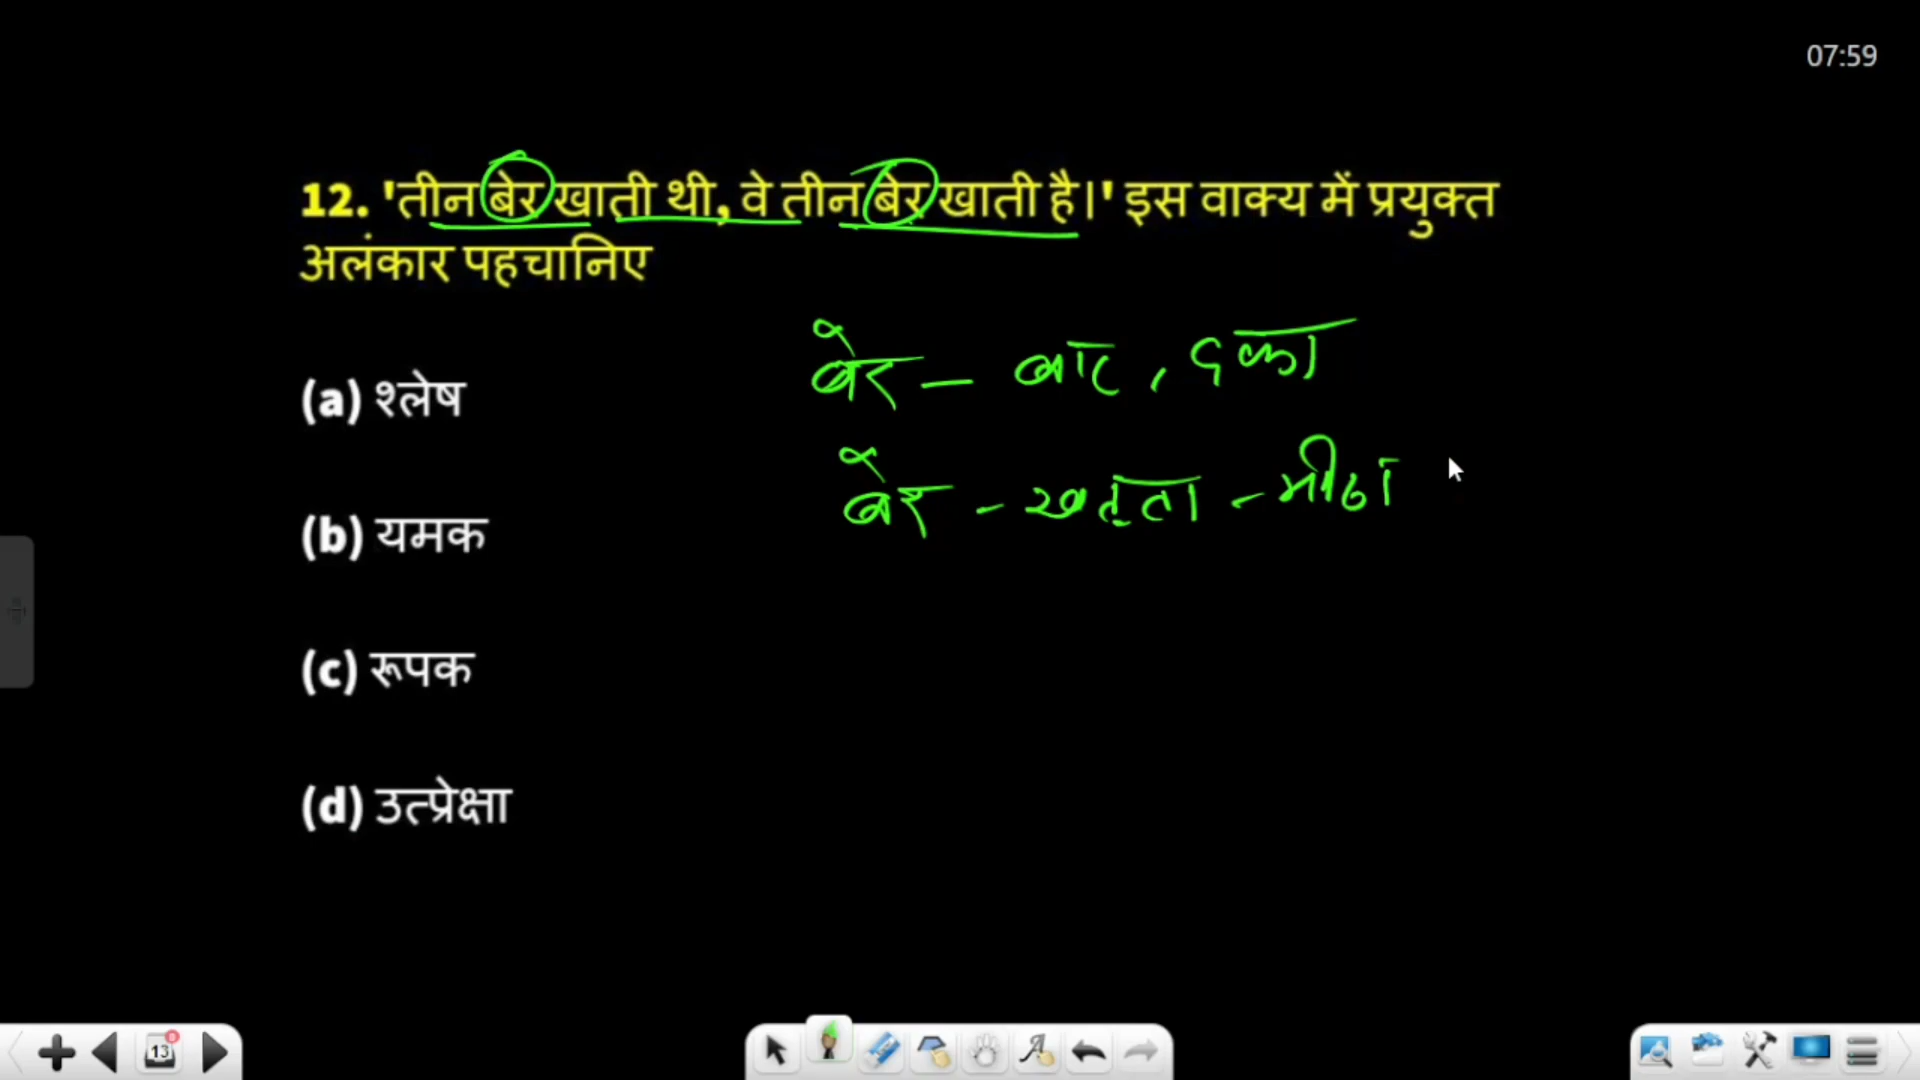 07:59
12. 'तीन बेर खाती थी, वे तीन बेर खाती है।' इस वाक्य में प्रयुक्त
अलंकार पहचानिए
बेर – बार, दफा
(a) श्लेष
बेर - खट्टा - मीठा
(b) यमक
(c) रूपक
(d) उत्प्रेक्षा
13